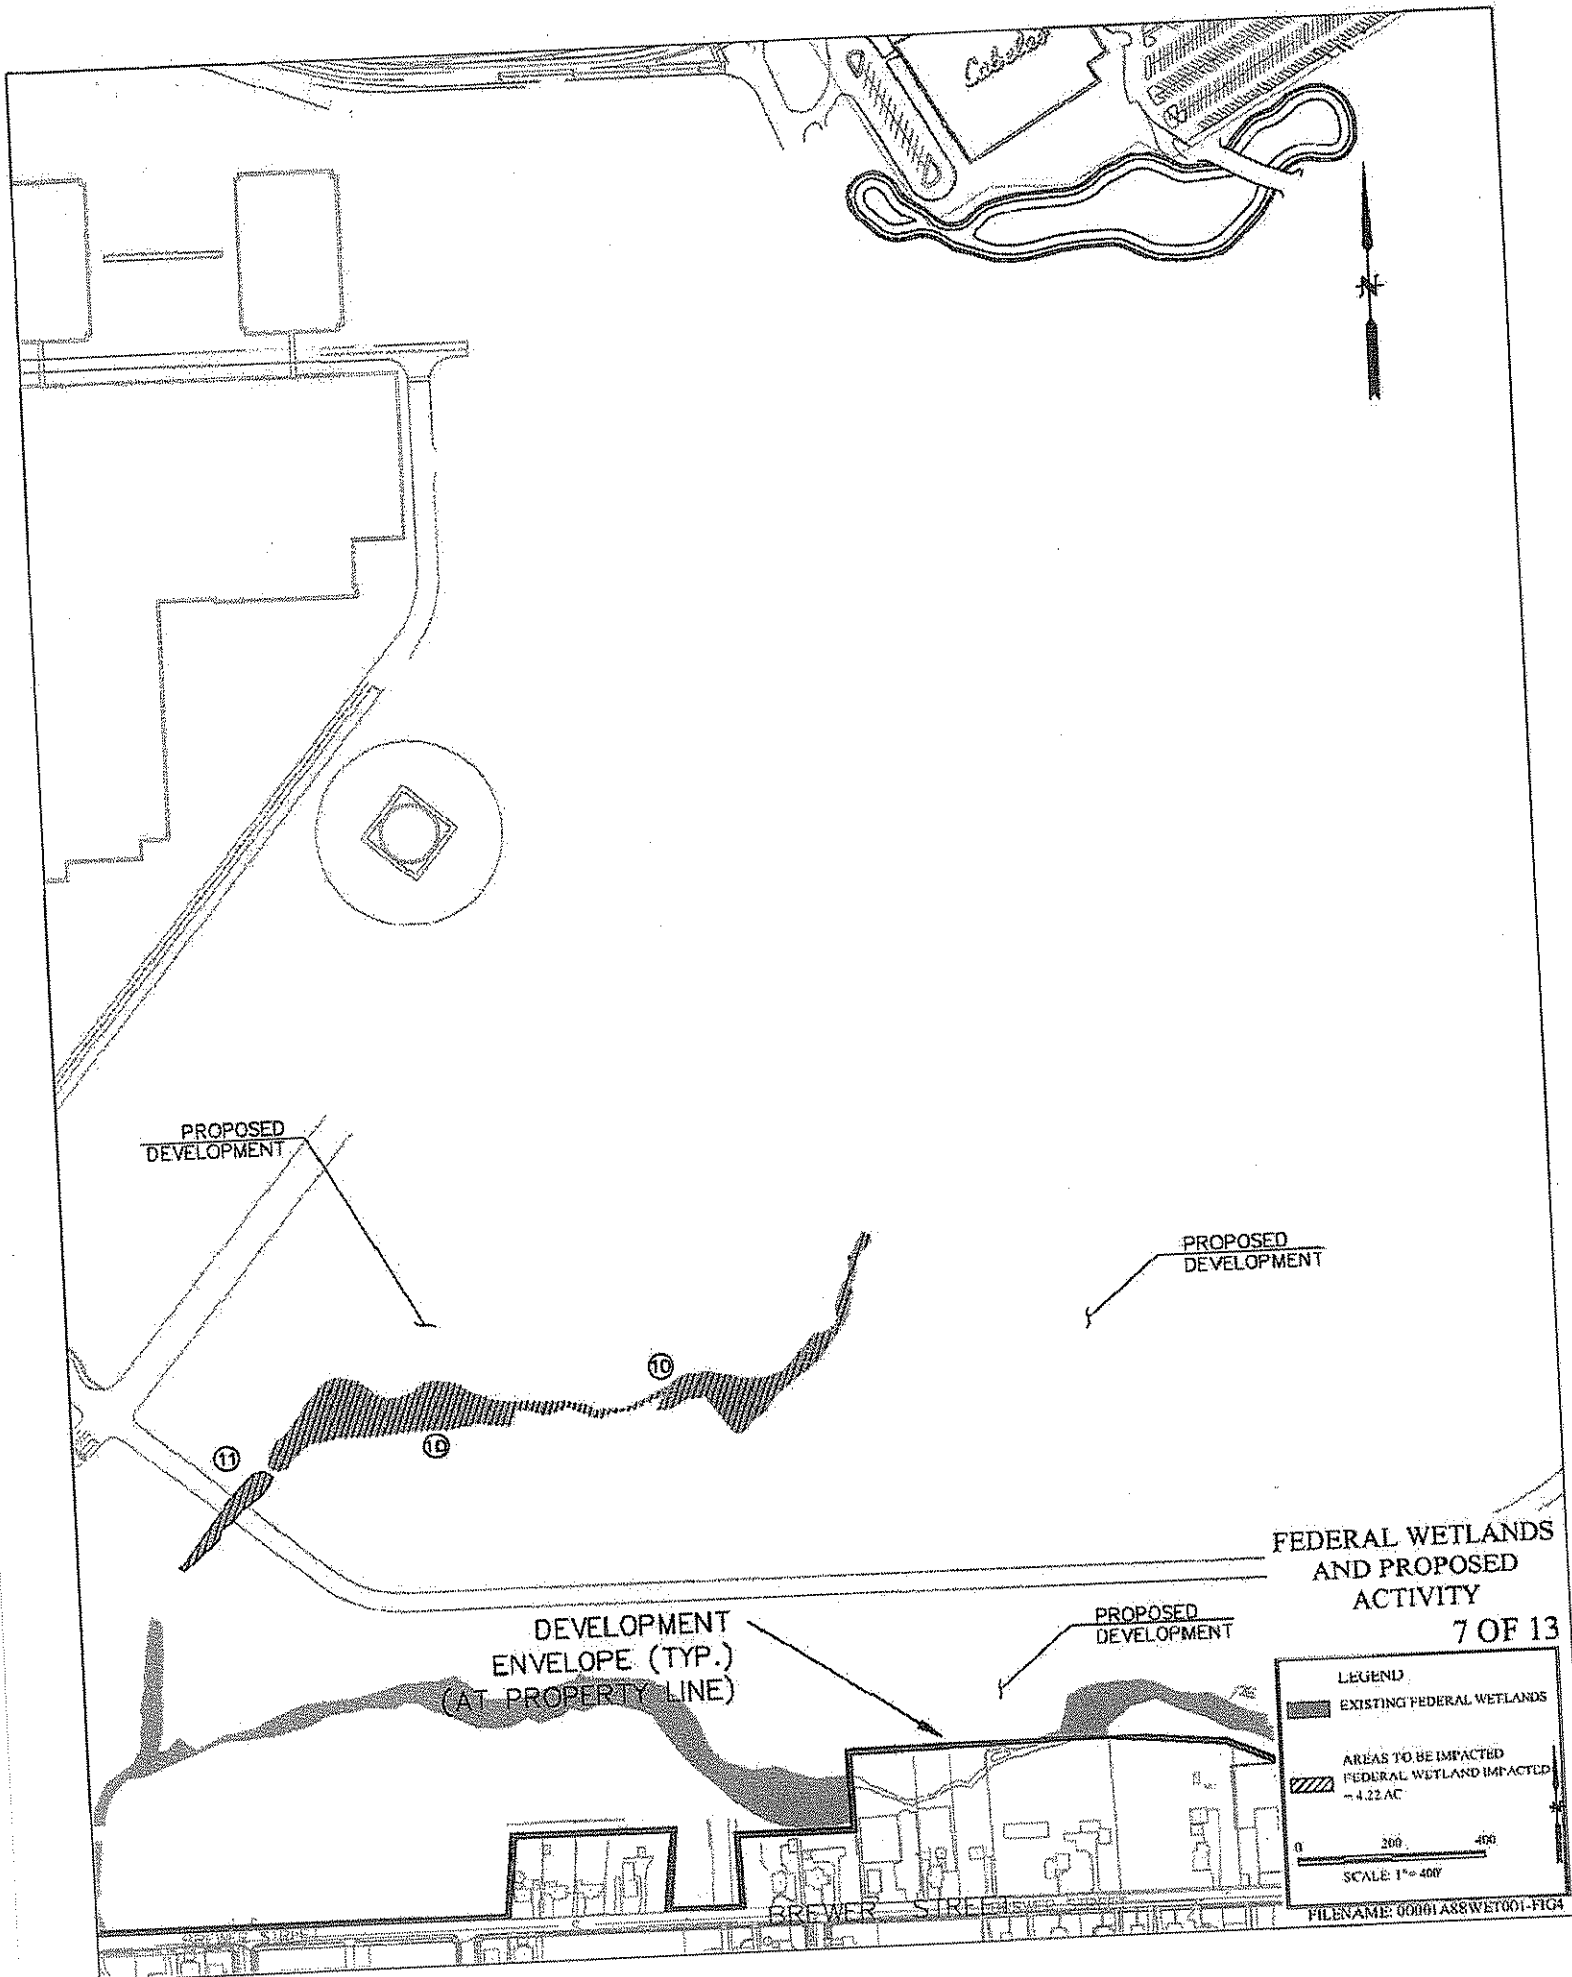 Cabelas
N
PROPOSED
DEVELOPMENT
PROPOSED
DEVELOPMENT
10
10
11
FEDERAL WETLANDS
AND PROPOSED
ACTIVITY
7 OF 13
DEVELOPMENT
ENVELOPE (TYP.)
(AT PROPERTY LINE)
PROPOSED
DEVELOPMENT
LEGEND
EXISTING FEDERAL WETLANDS
AREAS TO BE IMPACTED
FEDERAL WETLAND IMPACTED
= 4.22 AC
N
0 200 400
SCALE: 1"= 400'
BREWER STREET
FILENAME: 00001A88WET001-FIG4